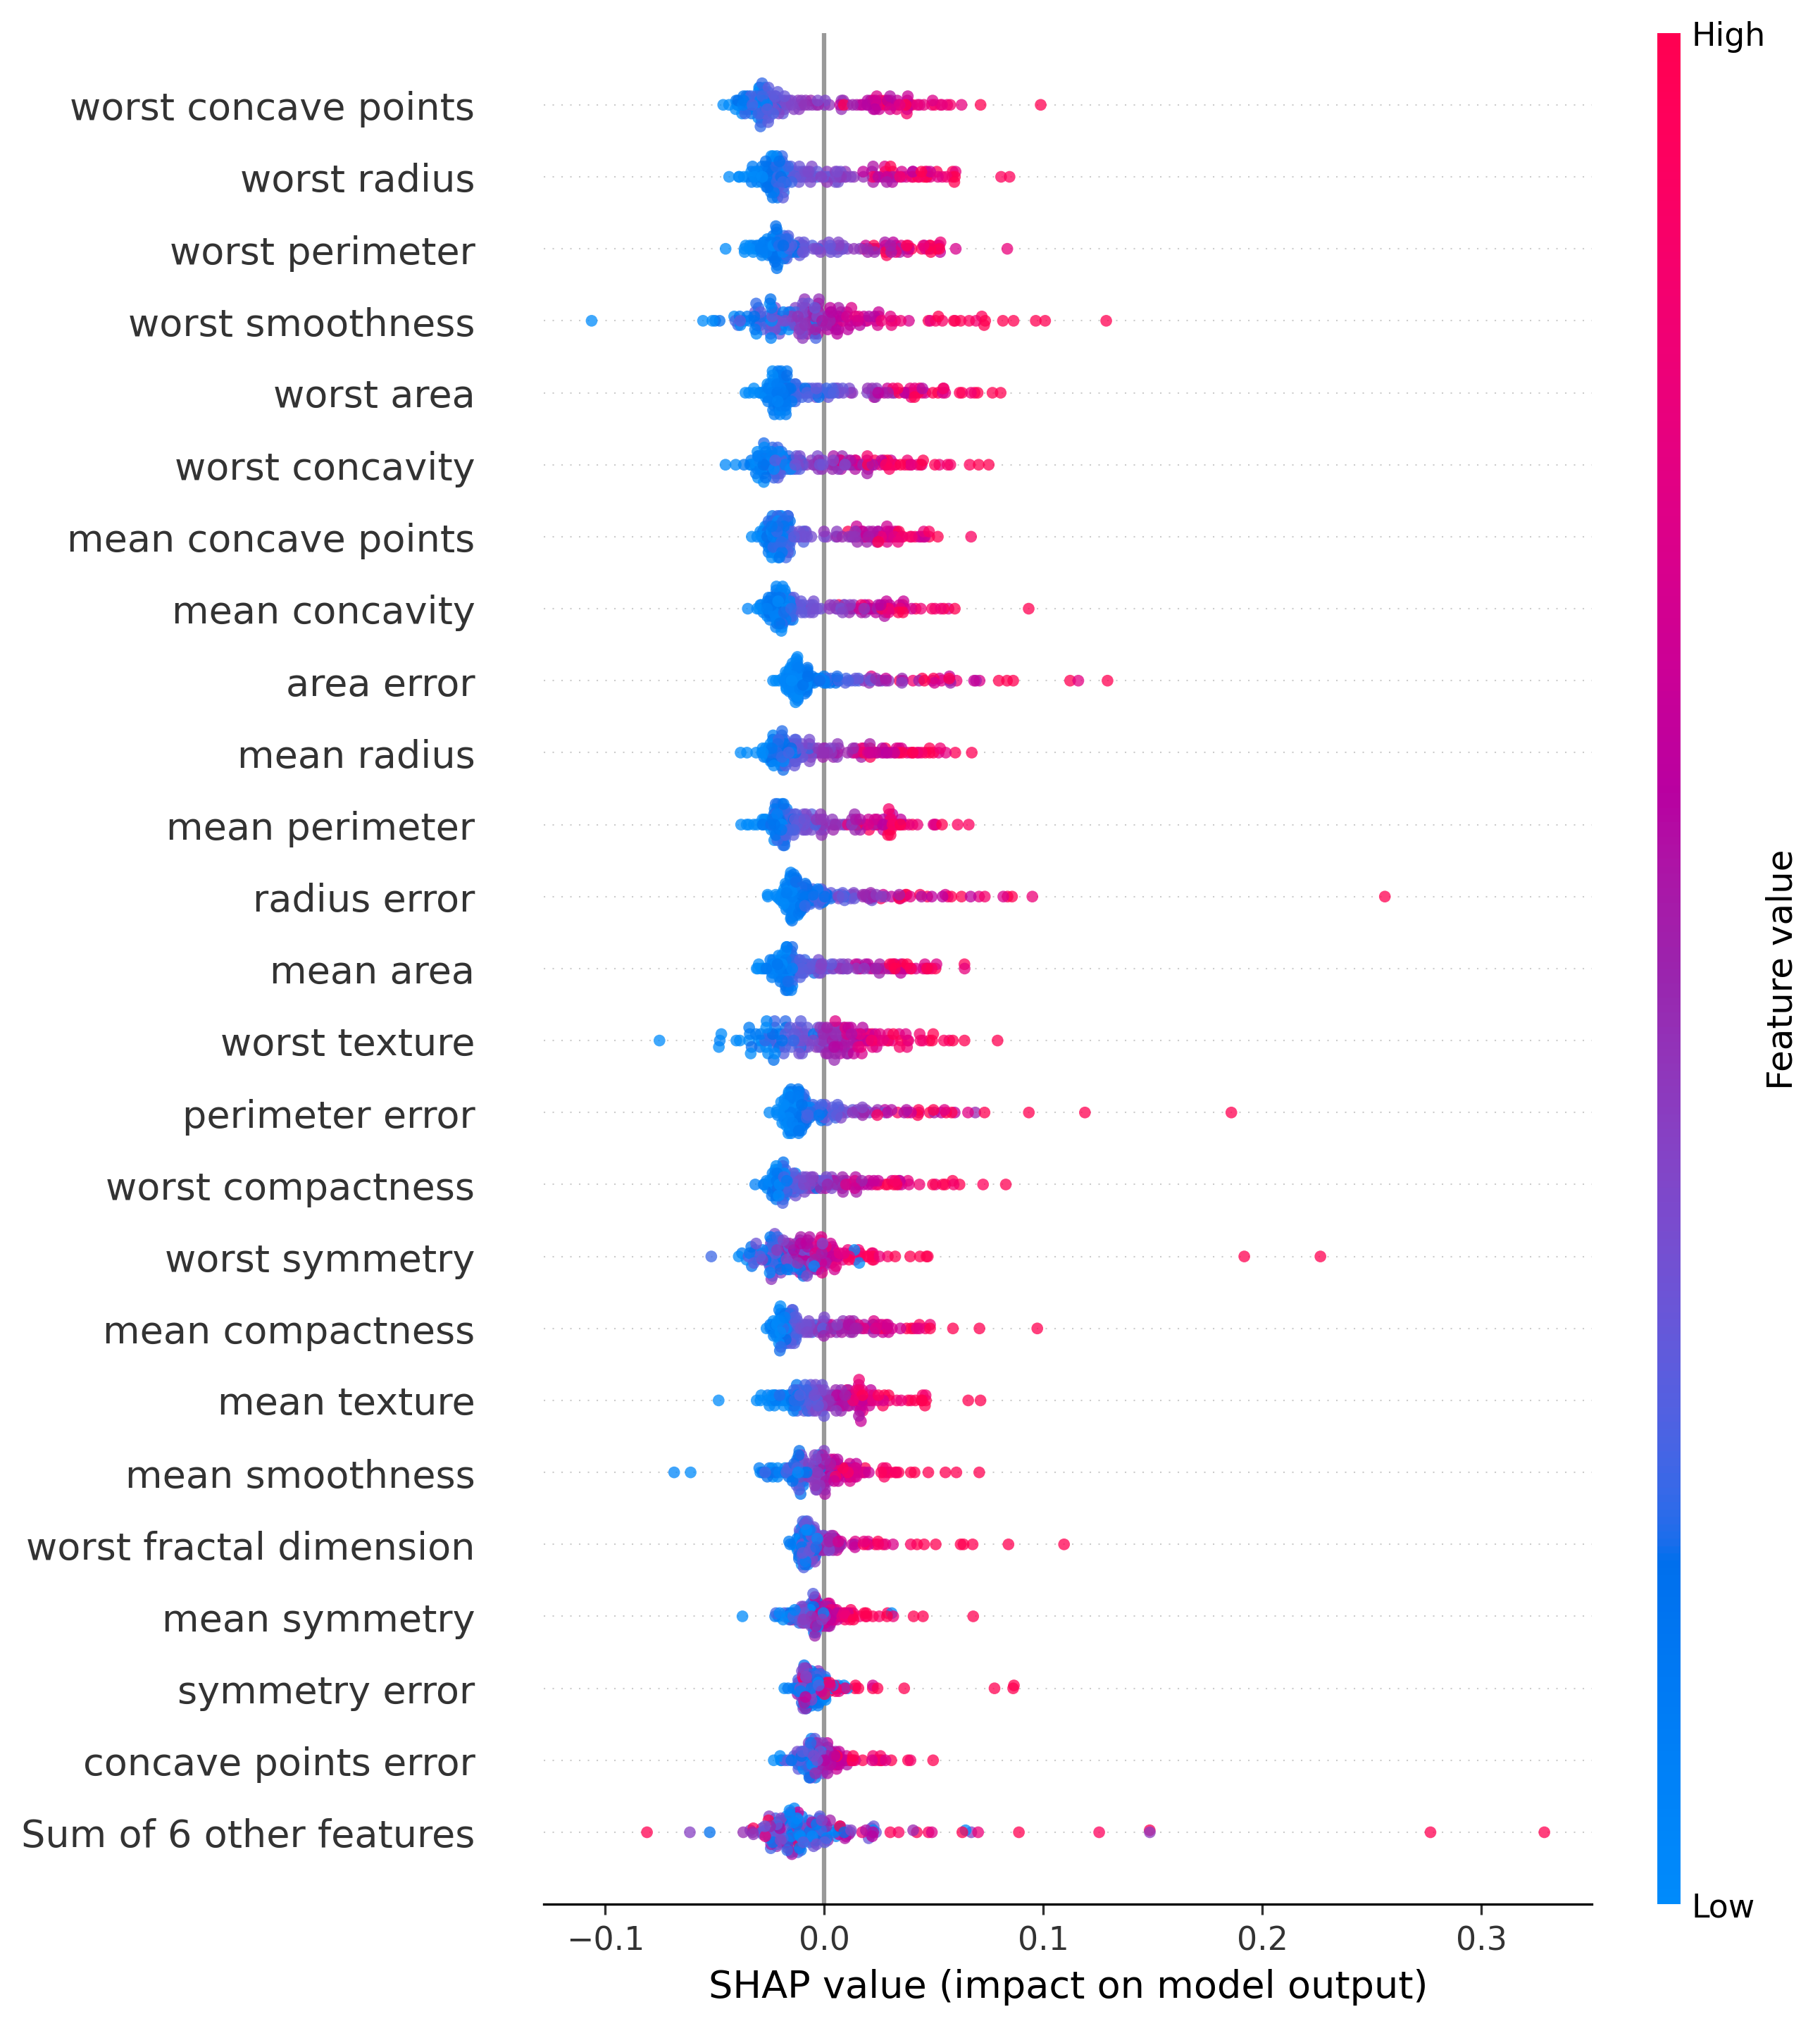 High
worst concave points
worst radius
worst perimeter
worst smoothness
worst area
worst concavity
mean concave points
mean concavity
area error
mean radius
mean perimeter
radius error
mean area
worst texture
perimeter error
worst compactness
worst symmetry
mean compactness
mean texture
mean smoothness
worst fractal dimension
mean symmetry
symmetry error
concave points error
Sum of 6 other features
Feature value
Low
−0.1 0.0 0.1 0.2 0.3
SHAP value (impact on model output)